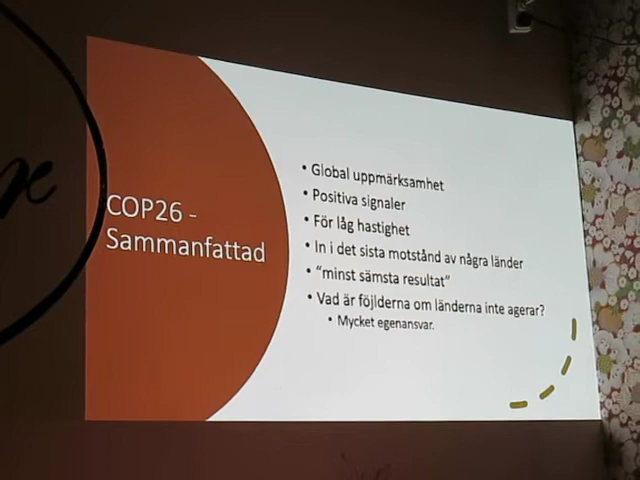 COP26 -
Sammanfattad
• Global uppmärksamhet
• Positiva signaler
• För låg hastighet
• In i det sista motstånd av några länder
• "minst sämsta resultat"
• Vad är föjlderna om länderna inte agerar?
• Mycket egenansvar.